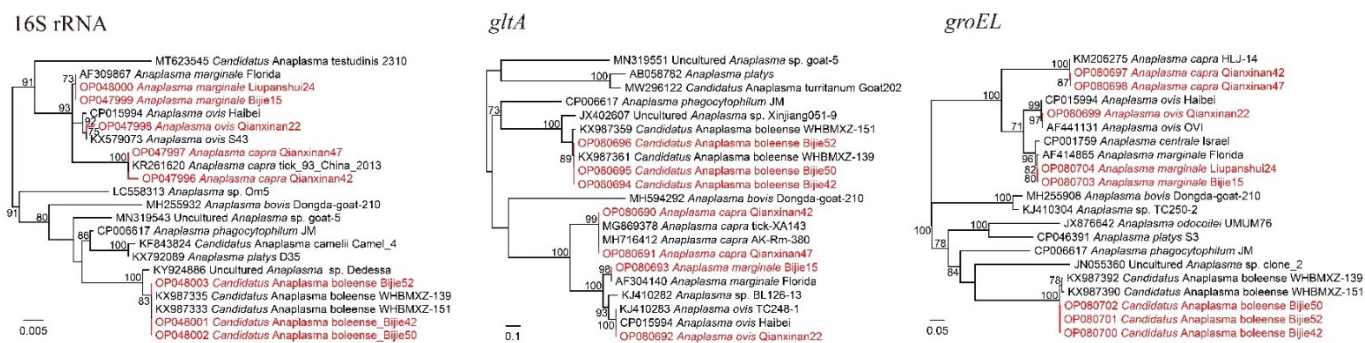 16S rRNA
MT623545 Candidatus Anaplasma testudinis 2310
91
73
AF309867 Anaplasma marginale Florida
OP048000 Anaplasma marginale Liupanshui24
OP047999 Anaplasma marginale Bijie15
93
CP015994 Anaplasma ovis Haibei
92
OP047998 Anaplasma ovis Qianxinan22
75
KX579073 Anaplasma ovis S43
OP047997 Anaplasma capra Qianxinan47
100
KR261620 Anaplasma capra tick_93_China_2013
OP047996 Anaplasma capra Qianxinan42
LC558313 Anaplasma sp. Om5
91
MH255932 Anaplasma bovis Dongda-goat-210
80
MN319543 Uncultured Anaplasma sp. goat-5
86
CP006617 Anaplasma phagocytophilum JM
KF843824 Candidatus Anaplasma camelii Camel_4
100
KX792089 Anaplasma platys D35
KY924886 Uncultured Anaplasma sp. Dedessa
OP048003 Candidatus Anaplasma boleense Bijie52
100
KX987335 Candidatus Anaplasma boleense WHBMXZ-139
83
KX987333 Candidatus Anaplasma boleense WHBMXZ-151
OP048001 Candidatus Anaplasma boleense_Bijie42
OP048002 Candidatus Anaplasma boleense_Bijie50
0.005
gltA
MN319551 Uncultured Anaplasma sp. goat-5
AB058782 Anaplasma platys
100
MW296122 Candidatus Anaplasma turritanum Goat202
CP006617 Anaplasma phagocytophilum JM
73
JX402607 Uncultured Anaplasma sp. Xinjiang051-9
100
KX987359 Candidatus Anaplasma boleense WHBMXZ-151
OP080696 Candidatus Anaplasma boleense Bijie52
89
KX987361 Candidatus Anaplasma boleense WHBMXZ-139
OP080695 Candidatus Anaplasma boleense Bijie50
OP080694 Candidatus Anaplasma boleense Bijie42
MH594292 Anaplasma bovis Dongda-goat-210
OP080690 Anaplasma capra Qianxinan42
99
MG869378 Anaplasma capra tick-XA143
MH716412 Anaplasma capra AK-Rm-380
100
OP080691 Anaplasma capra Qianxinan47
98
OP080693 Anaplasma marginale Bijie15
100
AF304140 Anaplasma marginale Florida
KJ410282 Anaplasma sp. BL126-13
100
KJ410283 Anaplasma ovis TC248-1
CP015994 Anaplasma ovis Haibei
100
OP080692 Anaplasma ovis Qianxinan22
0.1
groEL
KM206275 Anaplasma capra HLJ-14
100
OP080697 Anaplasma capra Qianxinan42
87
OP080698 Anaplasma capra Qianxinan47
100
CP015994 Anaplasma ovis Haibei
99
OP080699 Anaplasma ovis Qianxinan22
97
71
AF441131 Anaplasma ovis OVI
CP001759 Anaplasma centrale Israel
96
AF414865 Anaplasma marginale Florida
82
OP080704 Anaplasma marginale Liupanshui24
80
OP080703 Anaplasma marginale Bijie15
MH255908 Anaplasma bovis Dongda-goat-210
100
KJ410304 Anaplasma sp. TC250-2
JX876642 Anaplasma odocoilei UMUM76
100
78
CP046391 Anaplasma platys S3
CP006617 Anaplasma phagocytophilum JM
84
JN055360 Uncultured Anaplasma sp. clone_2
78
KX987392 Candidatus Anaplasma boleense WHBMXZ-139
KX987390 Candidatus Anaplasma boleense WHBMXZ-151
100
OP080702 Candidatus Anaplasma boleense Bijie50
OP080701 Candidatus Anaplasma boleense Bijie52
OP080700 Candidatus Anaplasma boleense Bijie42
0.05